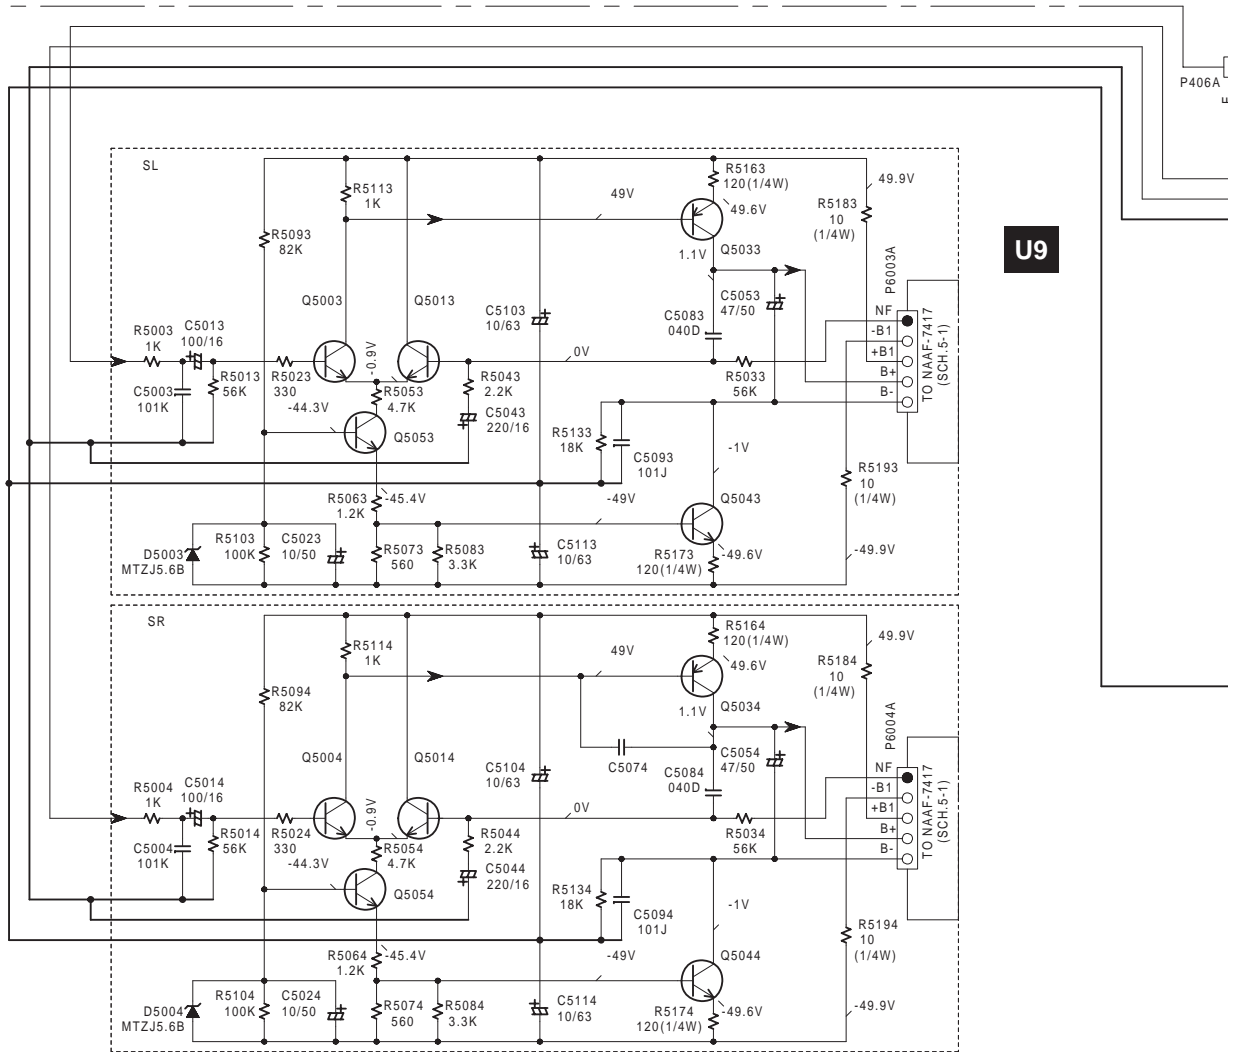 P406A
SL
R5113
1K
49V
R5163
120(1/4W)
49.6V
49.9V
R5183
10
(1/4W)
R5093
82K
1.1V
Q5033
U9
P6003A
Q5003
Q5013
C5103
10/63
C5083
040D
C5053
47/50
NF
-B1
+B1
B+
B-
TO NAAF-7417
(SCH.5-1)
R5003
1K
C5013
100/16
-0.9V
0V
C5003
101K
R5013
56K
R5023
330
R5053
4.7K
R5043
2.2K
R5033
56K
-44.3V
C5043
220/16
Q5053
R5133
18K
C5093
101J
-1V
R5193
10
(1/4W)
R5063
1.2K
-45.4V
-49V
Q5043
D5003
MTZJ5.6B
R5103
100K
C5023
10/50
R5073
560
R5083
3.3K
C5113
10/63
R5173
120(1/4W)
-49.6V
-49.9V
SR
R5114
1K
49V
R5164
120(1/4W)
49.6V
49.9V
R5184
10
(1/4W)
R5094
82K
1.1V
Q5034
P6004A
Q5004
Q5014
C5104
10/63
C5074
C5084
040D
C5054
47/50
NF
-B1
+B1
B+
B-
TO NAAF-7417
(SCH.5-1)
R5004
1K
C5014
100/16
-0.9V
0V
C5004
101K
R5014
56K
R5024
330
R5054
4.7K
R5044
2.2K
R5034
56K
-44.3V
C5044
220/16
Q5054
R5134
18K
C5094
101J
-1V
R5194
10
(1/4W)
R5064
1.2K
-45.4V
-49V
Q5044
D5004
MTZJ5.6B
R5104
100K
C5024
10/50
R5074
560
R5084
3.3K
C5114
10/63
R5174
120(1/4W)
-49.6V
-49.9V